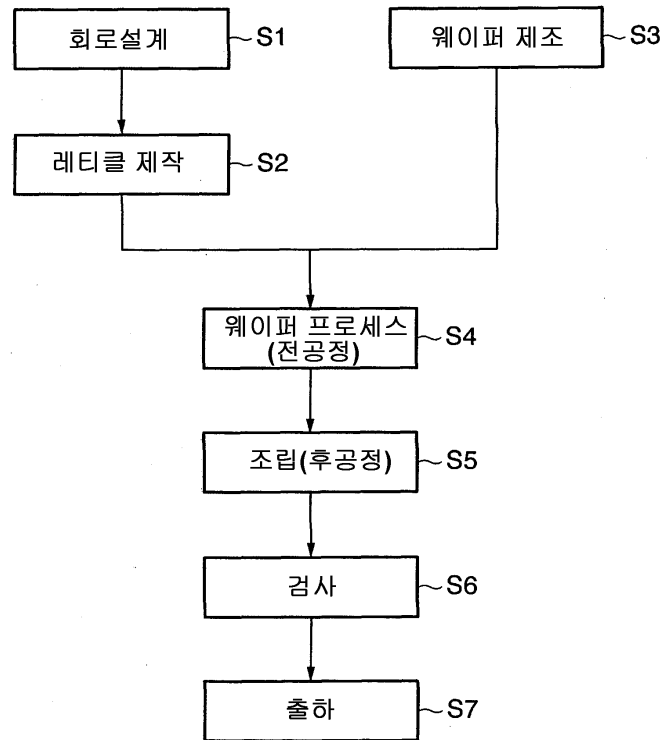 회로설계 S1
웨이퍼 제조 S3
레티클 제작 S2
웨이퍼 프로세스
(전공정) S4
조립(후공정) S5
검사 S6
출하 S7